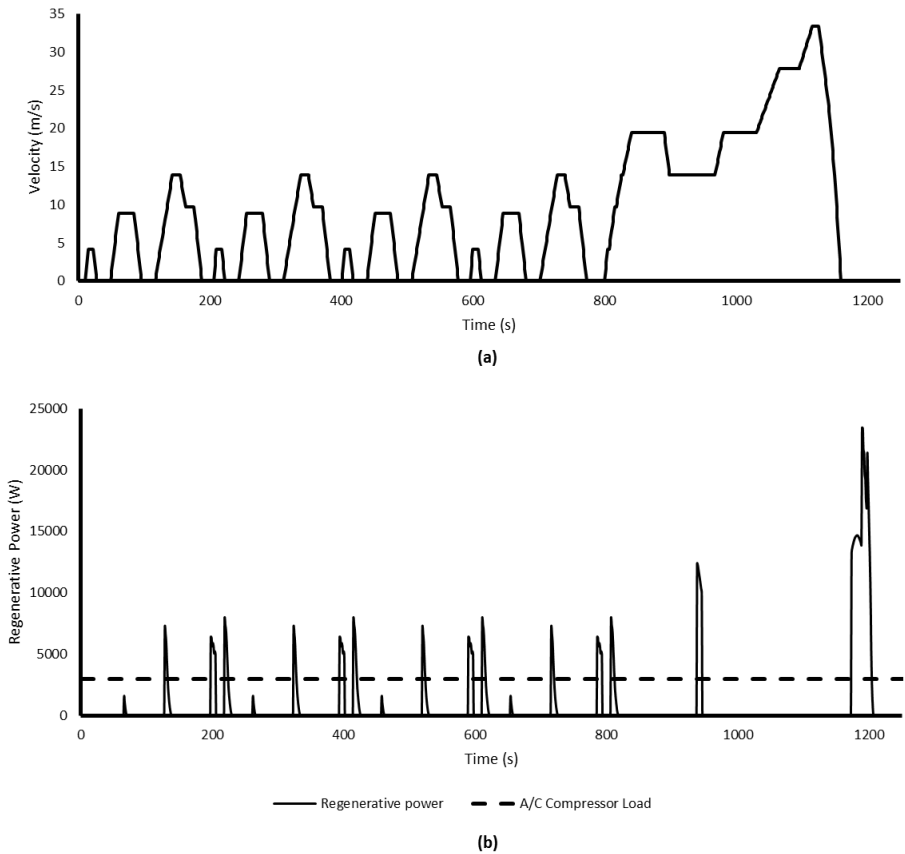 35
30
25
20
15
10
5
0
Velocity (m/s)
0 200 400 600 800 1000 1200
Time (s)
(a)
25000
20000
15000
10000
5000
0
Regenerative Power (W)
0 200 400 600 800 1000 1200
Time (s)
Regenerative power A/C Compressor Load
(b)